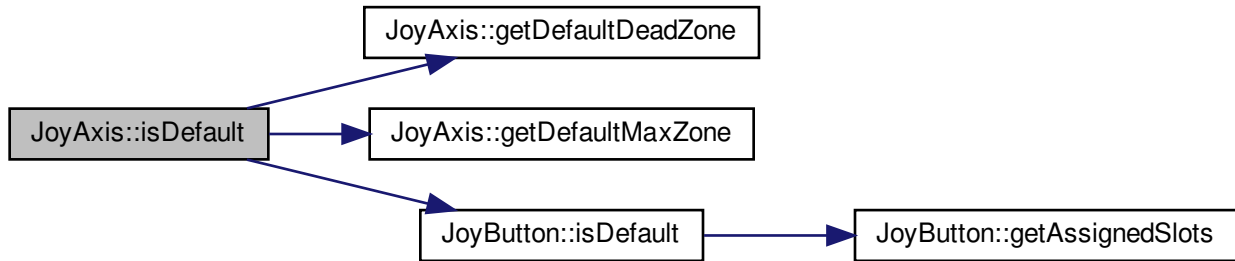 JoyAxis::getDefaultDeadZone
JoyAxis::isDefault
JoyAxis::getDefaultMaxZone
JoyButton::isDefault
JoyButton::getAssignedSlots